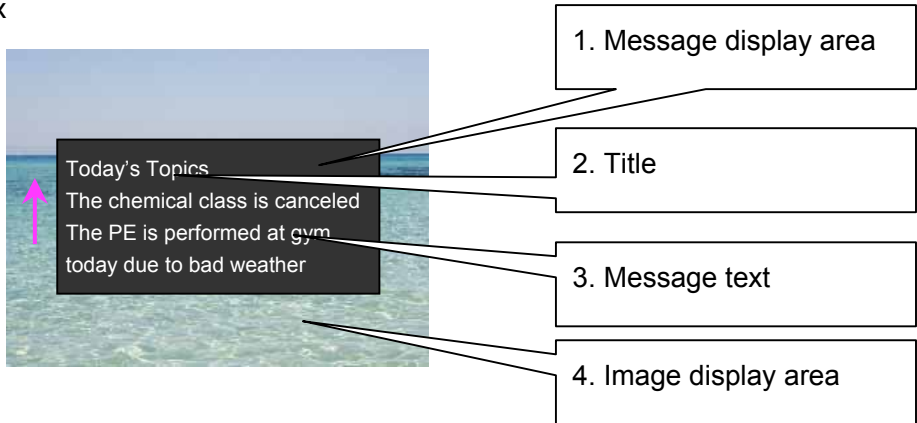 x
1. Message display area
Today's Topics
The chemical class is canceled
The PE is performed at gym
today due to bad weather
2. Title
3. Message text
4. Image display area